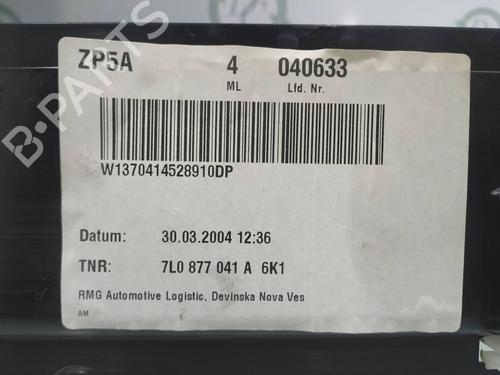 ZP5A 4 040633
ML Lfd. Nr.
W1370414528910DP
Datum: 30.03.2004 12:36
TNR: 7L0 877 041 A 6K1
RMG Automotive Logistic, Devinska Nova Ves
AM
B-PARTS